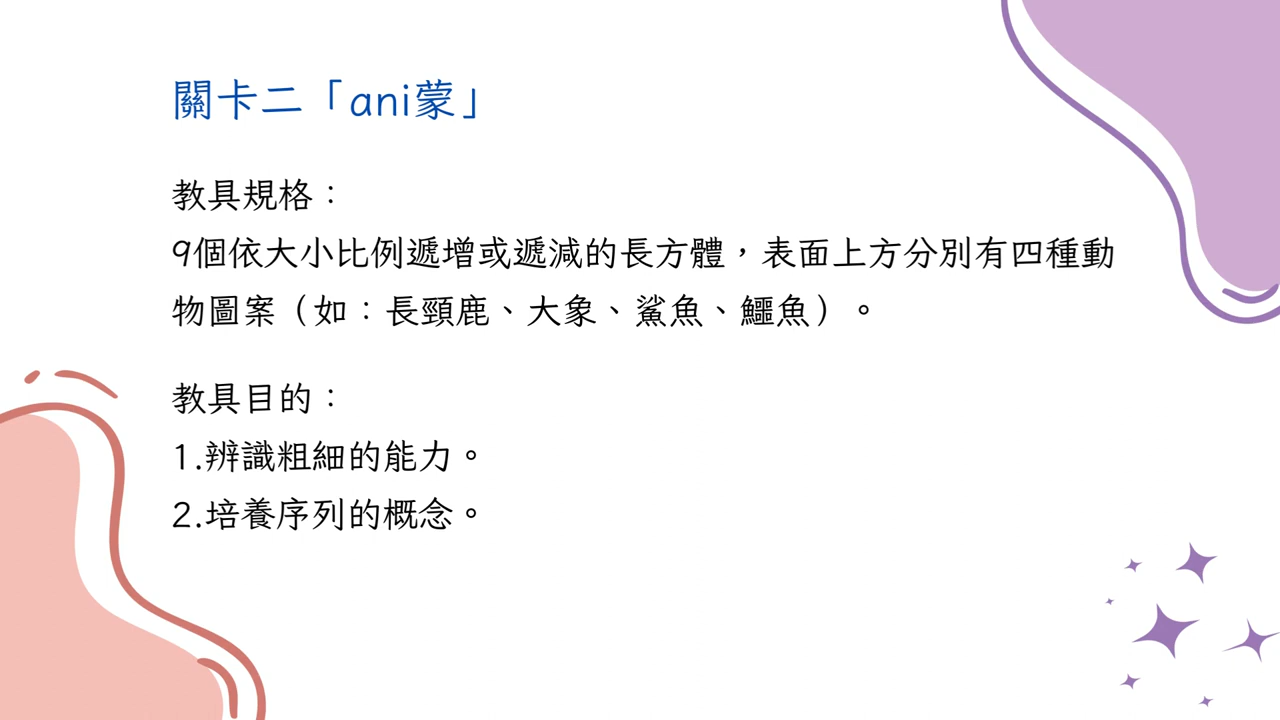 關卡二「ani蒙」
教具規格：
9個依大小比例遞增或遞減的長方體，表面上方分別有四種動
物圖案（如：長頸鹿、大象、鯊魚、鱷魚）。
教具目的：
1.辨識粗細的能力。
2.培養序列的概念。